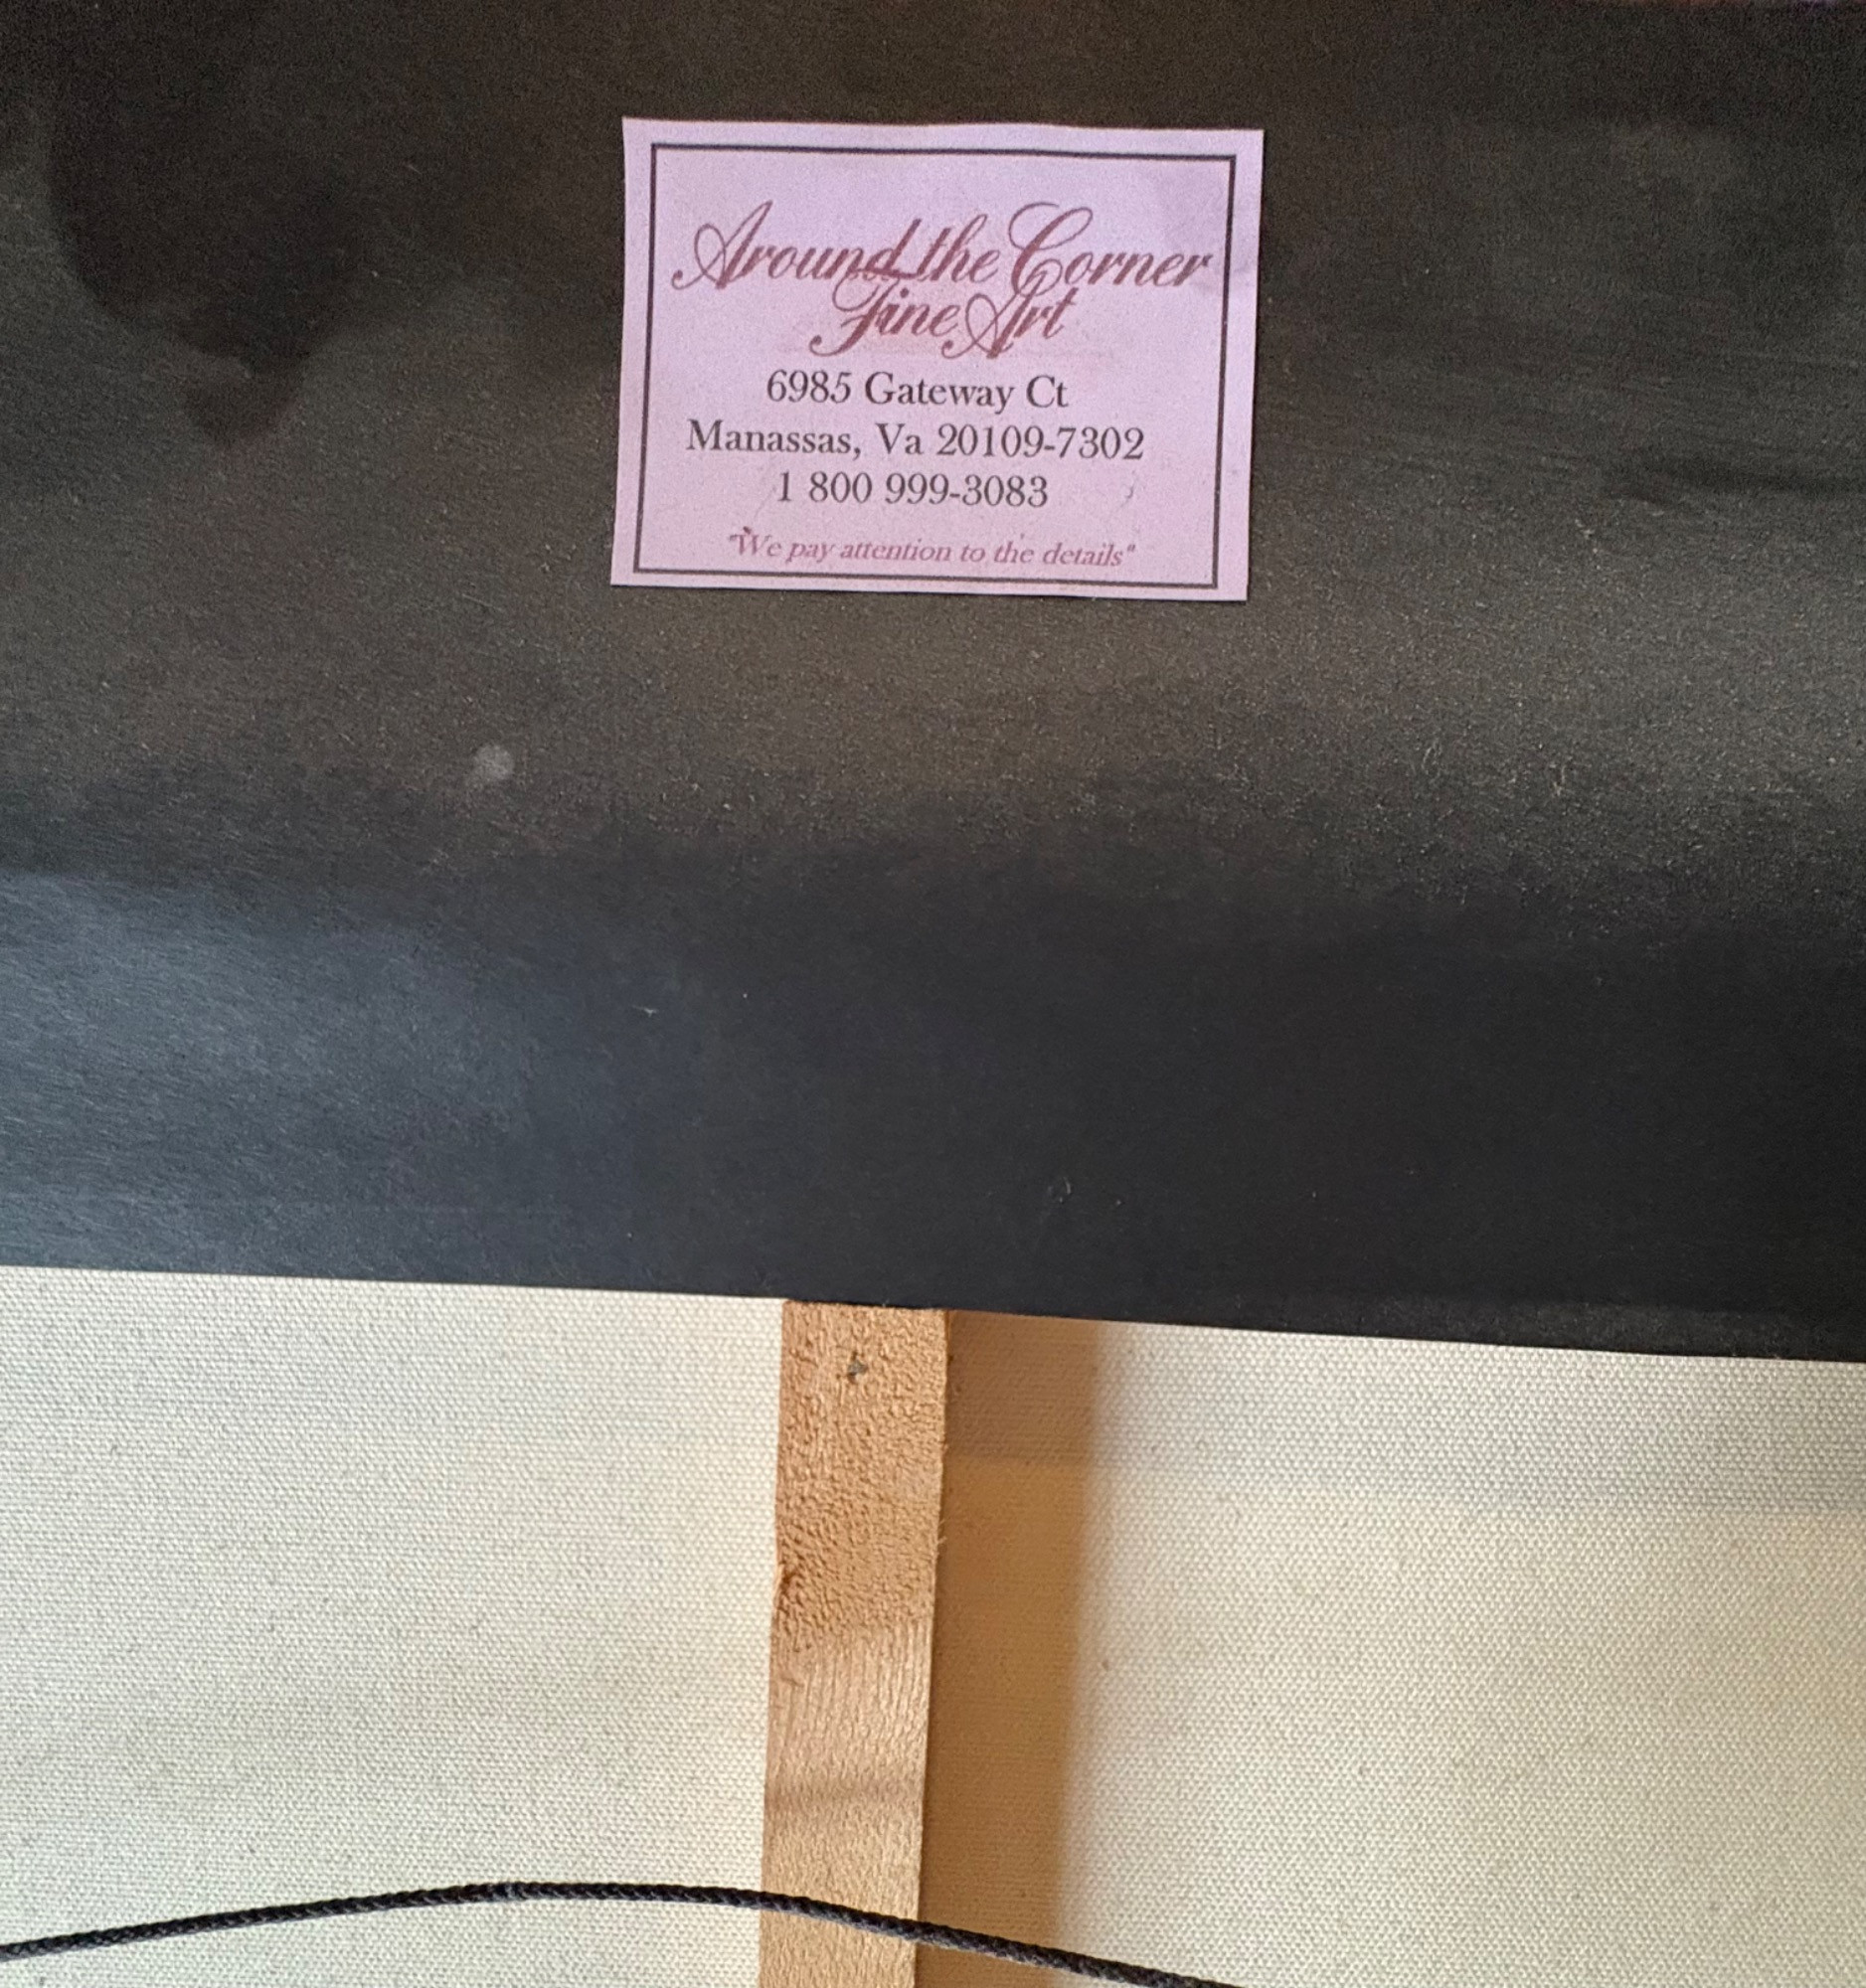 Around the Corner
Fine Art
6985 Gateway Ct
Manassas, Va 20109-7302
1 800 999-3083
"We pay attention to the details"